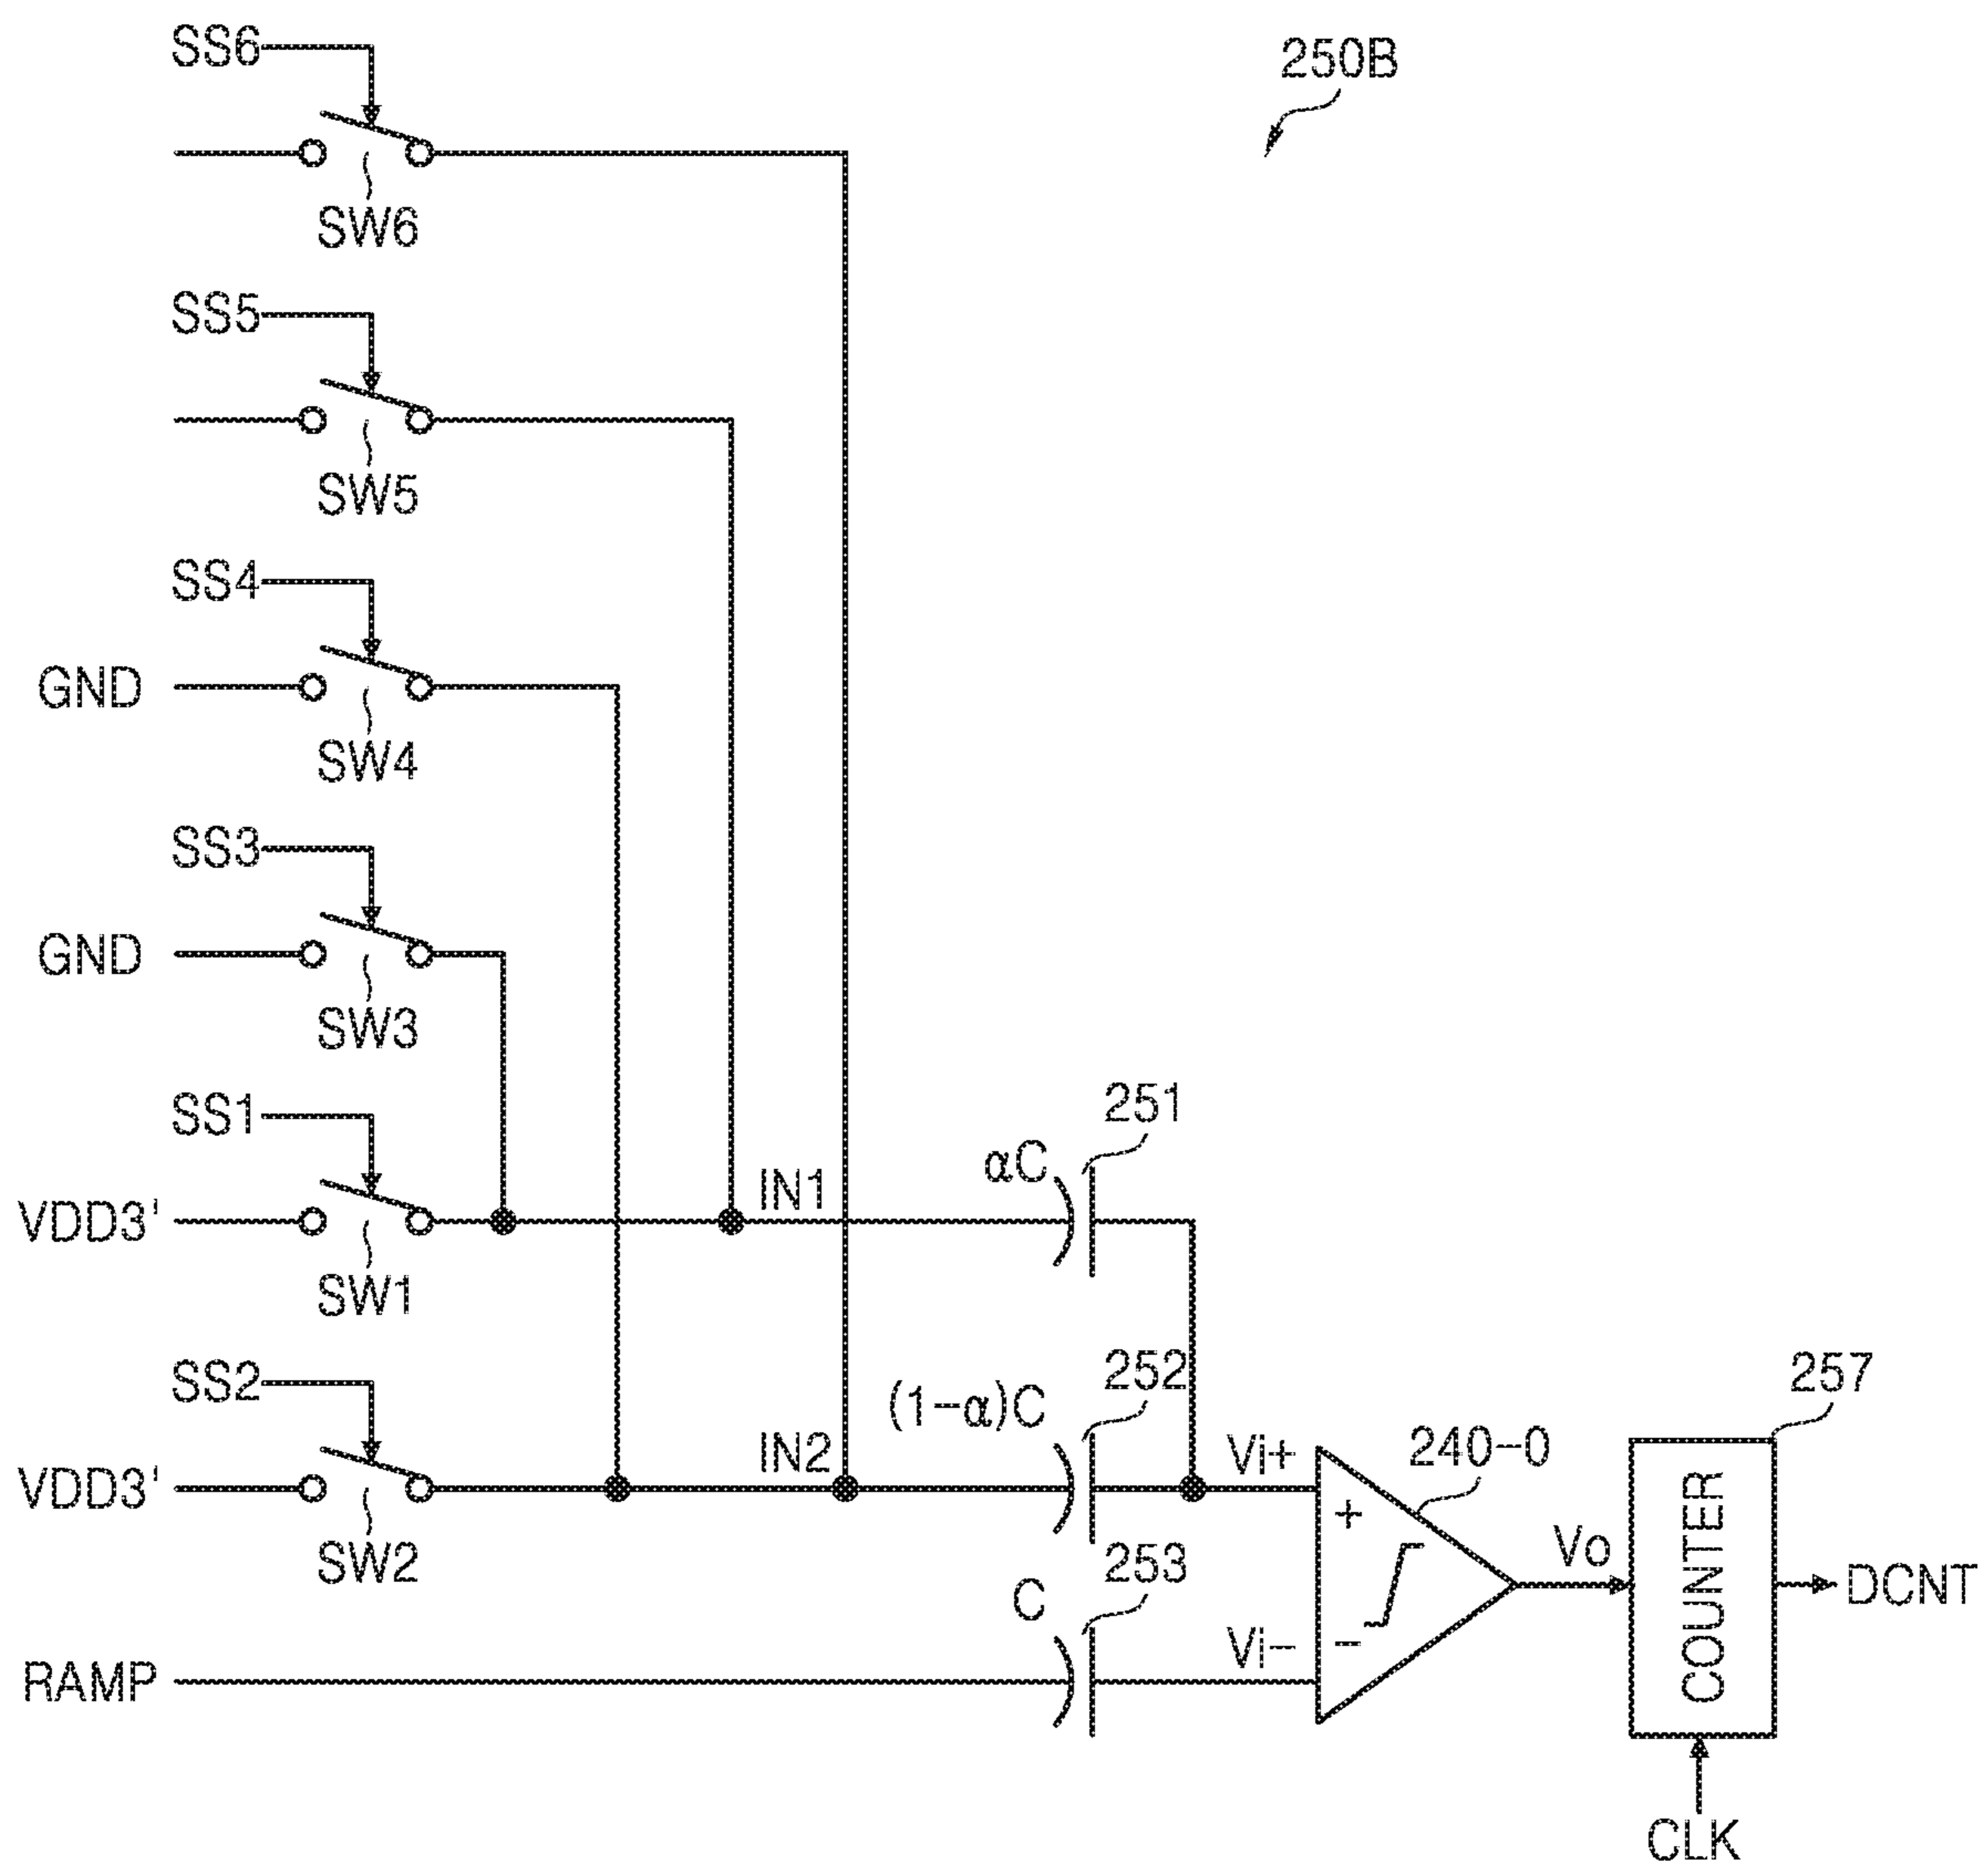 SS6
250B
SW6
SS5
SW5
SS4
GND
SW4
SS3
GND
SW3
SS1
251
αC
IN1
VDD3'
SW1
SS2
252
257
(1-α)C
IN2
Vi+
240-0
VDD3'
+
SW2
253
Vo
COUNTER
DCNT
C
Vi-
-
RAMP
CLK